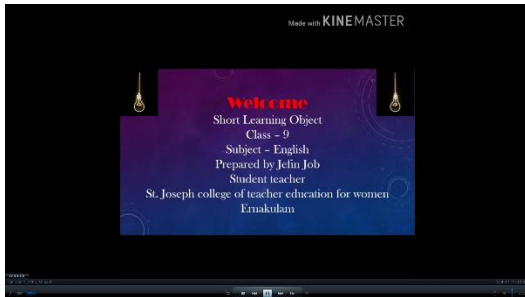 Made with KINEMASTER
Welcome
Short Learning Object
Class – 9
Subject – English
Prepared by Jefin Job
Student teacher
St. Joseph college of teacher education for women
Ernakulam